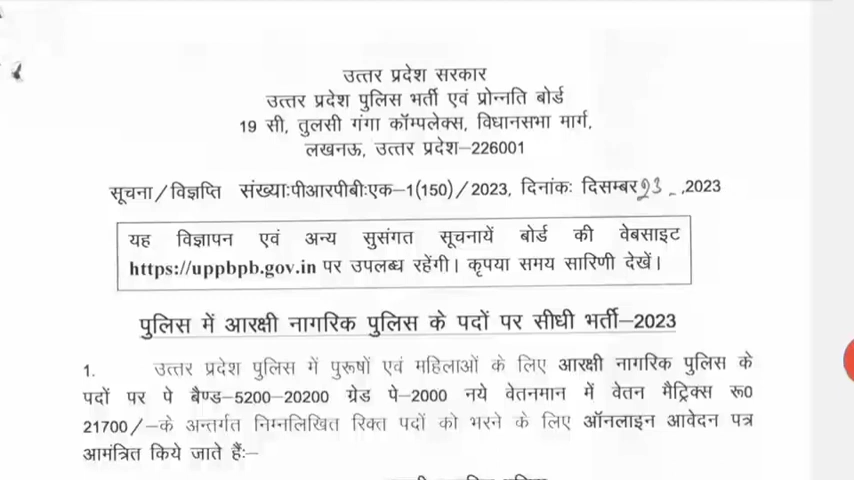 उत्तर प्रदेश सरकार
उत्तर प्रदेश पुलिस भर्ती एवं प्रोन्नति बोर्ड
19 सी, तुलसी गंगा कॉम्पलेक्स, विधानसभा मार्ग,
लखनऊ, उत्तर प्रदेश–226001
सूचना/विज्ञप्ति संख्याःपीआरपीबीःएक–1(150)/2023, दिनांकः दिसम्बर 23 ,2023
यह विज्ञापन एवं अन्य सुसंगत सूचनायें बोर्ड की वेबसाइट
https://uppbpb.gov.in पर उपलब्ध रहेंगी। कृपया समय सारिणी देखें।
पुलिस में आरक्षी नागरिक पुलिस के पदों पर सीधी भर्ती–2023
1. उत्तर प्रदेश पुलिस में पुरूषों एवं महिलाओं के लिए आरक्षी नागरिक पुलिस के
पदों पर पे बैण्ड–5200–20200 ग्रेड पे–2000 नये वेतनमान में वेतन मैट्रिक्स रू0
21700/–के अन्तर्गत निम्नलिखित रिक्त पदों को भरने के लिए ऑनलाइन आवेदन पत्र
आमंत्रित किये जाते हैंः–